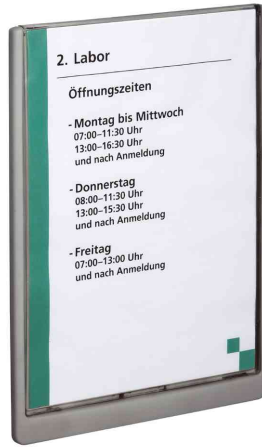 2. Labor
Öffnungszeiten
- Montag bis Mittwoch
07:00–11:30 Uhr
13:00–16:30 Uhr
und nach Anmeldung
- Donnerstag
08:00–11:30 Uhr
13:00–15:30 Uhr
und nach Anmeldung
- Freitag
07:00–13:00 Uhr
und nach Anmeldung